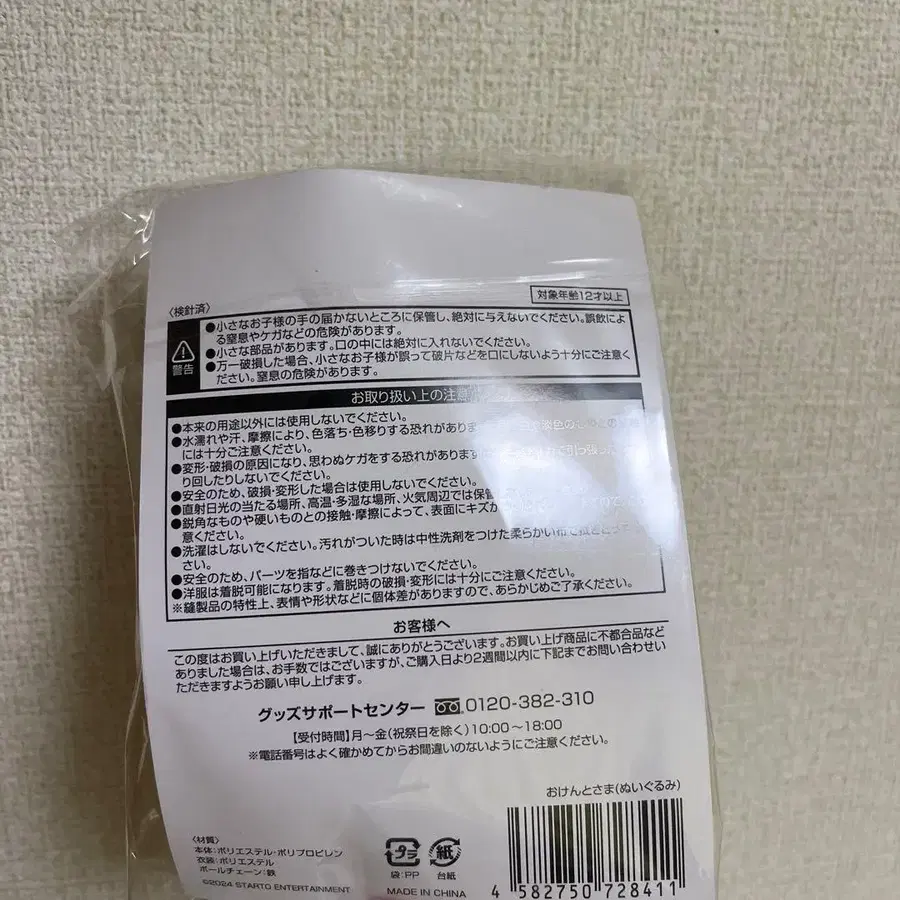 〈検針済〉
対象年齢12才以上
警告
●小さなお子様の手の届かないところに保管し、絶対に与えないでください。誤飲によ
る窒息やケガなどの危険があります。
●小さな部品があります。口の中には絶対に入れないでください。
●万一破損した場合、小さなお子様が誤って破片などを口にしないよう十分にご注意く
ださい。窒息の危険があります。
お取り扱い上の注意
●本来の用途以外には使用しないでください。
●水濡れや汗、摩擦により、色落ち・色移りする恐れがありま
には十分ご注意ください。
●変形・破損の原因になり、思わぬケガをする恐れがあります
り回したりしないでください。
●安全のため、破損・変形した場合は使用しないでください。
●直射日光の当たる場所、高温・多湿な場所、火気周辺では保管
●鋭角なものや硬いものとの接触・摩擦によって、表面にキズが
意ください。
●洗濯はしないでください。汚れがついた時は中性洗剤をつけた柔らかい布で
さい。
●安全のため、パーツを指などに巻きつけないでください。
●洋服は着脱可能になります。着脱時の破損・変形には十分にご注意ください。
※縫製品の特性上、表情や形状などに個体差がありますので、あらかじめご了承ください。
お客様へ
この度はお買い上げいただきまして、誠にありがとうございます。お買い上げ商品に不都合品など
ありました場合は、お手数ではございますが、ご購入日より2週間以内に下記までお問い合わせい
ただきますようお願い申し上げます。
グッズサポートセンター 0120-382-310
【受付時間】月〜金(祝祭日を除く)10:00〜18:00
※電話番号はよく確かめてからお間違いのないようにご注意ください。
おけんとさま(ぬいぐるみ)
〈材質〉
本体:ポリエステル・ポリプロピレン
衣装:ポリエステル
ボールチェーン:鉄
©2024 STARTO ENTERTAINMENT
プラ
袋:PP
紙
台紙
MADE IN CHINA
4 582750 728411